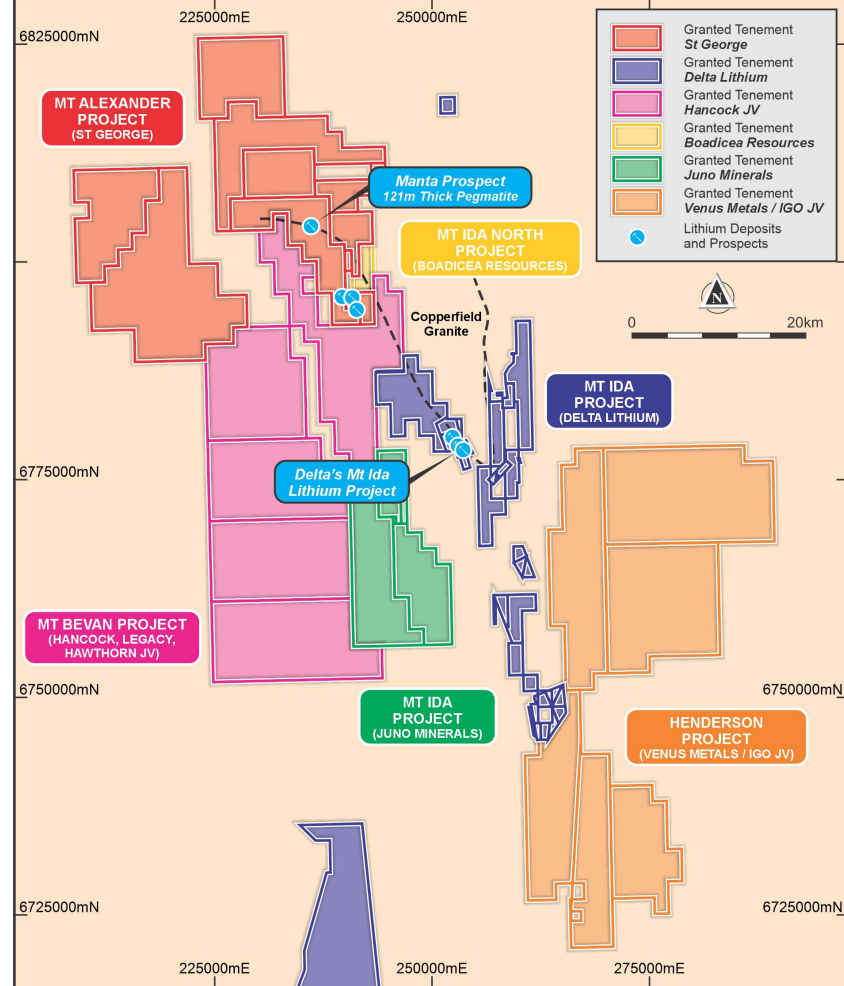 225000mE
250000mE
6825000mN
Granted Tenement
St George
Granted Tenement
Delta Lithium
Granted Tenement
Hancock JV
Granted Tenement
Boadicea Resources
Granted Tenement
Juno Minerals
Granted Tenement
Venus Metals / IGO JV
Lithium Deposits
and Prospects
MT ALEXANDER
PROJECT
(ST GEORGE)
Manta Prospect
121m Thick Pegmatite
MT IDA NORTH
PROJECT
(BOADICEA RESOURCES)
N
0
20km
Copperfield
Granite
MT IDA
PROJECT
(DELTA LITHIUM)
6775000mN
Delta's Mt Ida
Lithium Project
MT BEVAN PROJECT
(HANCOCK, LEGACY,
HAWTHORN JV)
6750000mN
6750000mN
MT IDA
PROJECT
(JUNO MINERALS)
HENDERSON
PROJECT
(VENUS METALS / IGO JV)
6725000mN
6725000mN
225000mE
250000mE
275000mE